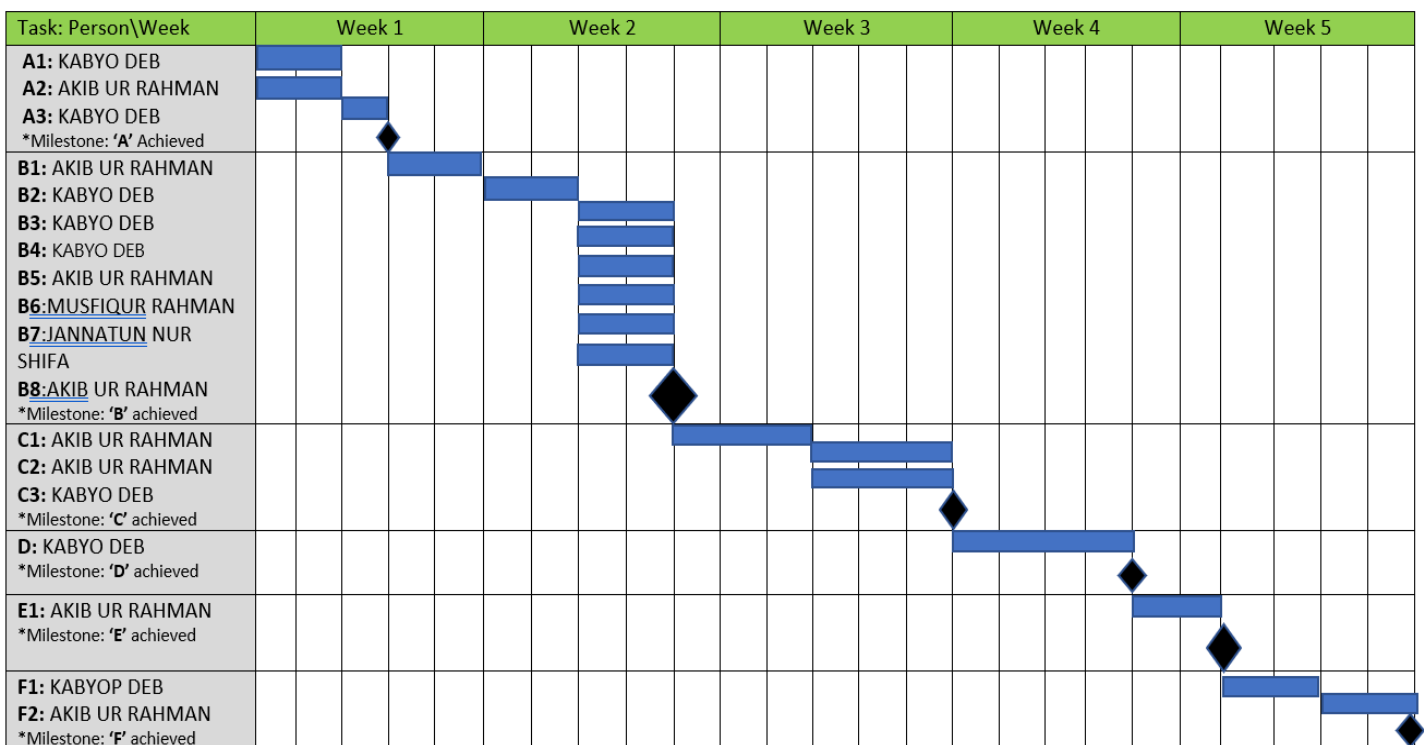 Task: Person\Week Week 1 Week 2 Week 3 Week 4 Week 5
A1: KABYO DEB
A2: AKIB UR RAHMAN
A3: KABYO DEB
*Milestone: ‘A’ Achieved
B1: AKIB UR RAHMAN
B2: KABYO DEB
B3: KABYO DEB
B4: KABYO DEB
B5: AKIB UR RAHMAN
B6:MUSFIQUR RAHMAN
B7:JANNATUN NUR
SHIFA
B8:AKIB UR RAHMAN
*Milestone: ‘B’ achieved
C1: AKIB UR RAHMAN
C2: AKIB UR RAHMAN
C3: KABYO DEB
*Milestone: ‘C’ achieved
D: KABYO DEB
*Milestone: ‘D’ achieved
E1: AKIB UR RAHMAN
*Milestone: ‘E’ achieved
F1: KABYOP DEB
F2: AKIB UR RAHMAN
*Milestone: ‘F’ achieved